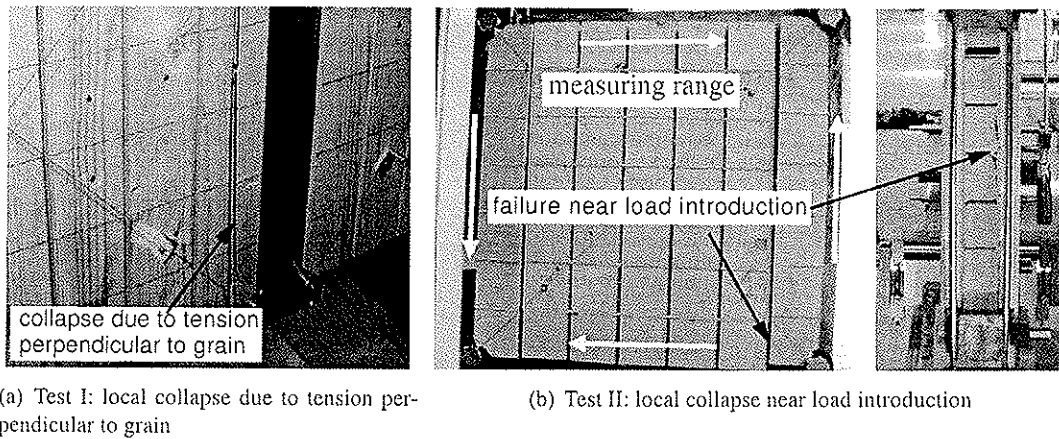 measuring range
failure near load introduction
collapse due to tension
perpendicular to grain
(a) Test I: local collapse due to tension per-
pendicular to grain
(b) Test II: local collapse near load introduction